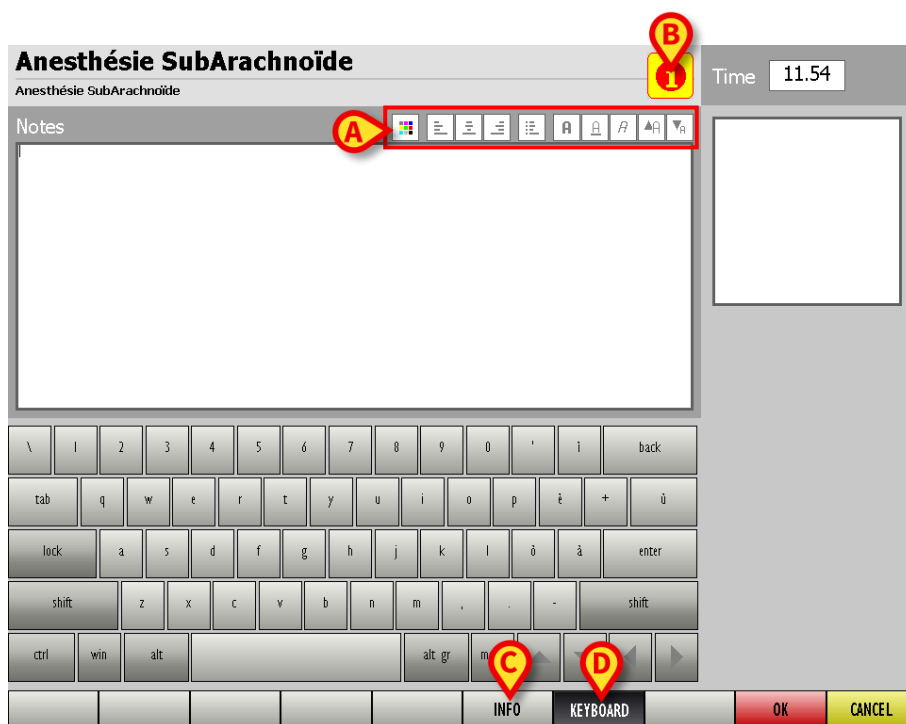 B
Anesthésie SubArachnoïde
Anesthésie SubArachnoïde
i
Time 11.54
Notes
A
A A A A A
\ 1 2 3 4 5 6 7 8 9 0 ' ì back
tab q w e r t y u i o p è + ù
lock a s d f g h j k l ò à enter
shift z x c v b n m , . - shift
ctrl win alt alt gr
C D
INFO KEYBOARD OK CANCEL